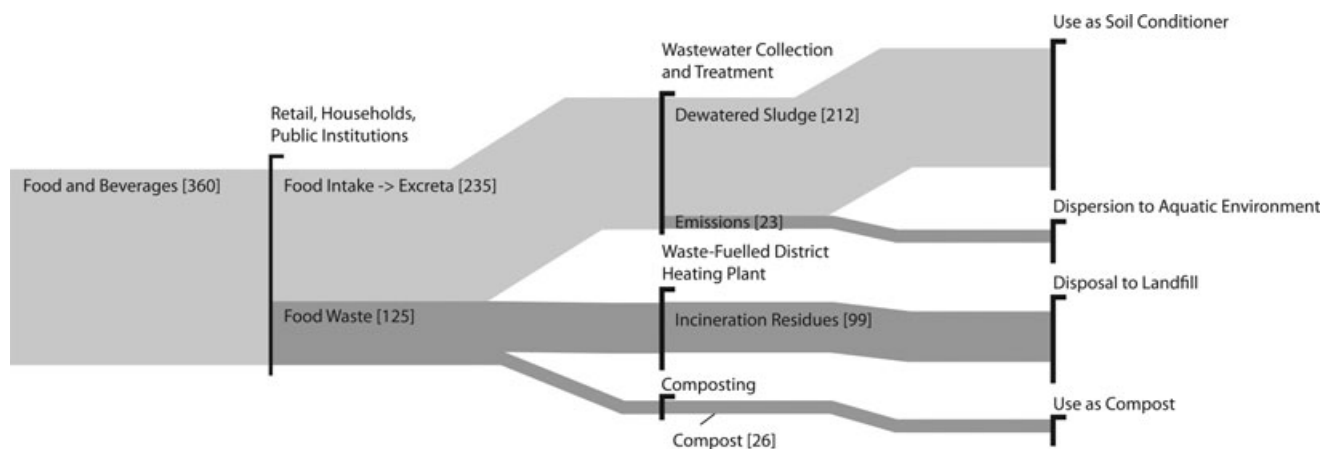 Use as Soil Conditioner
Wastewater Collection
and Treatment
Retail, Households,
Public Institutions
Dewatered Sludge [212]
Food and Beverages [360]
Food Intake -> Excreta [235]
Dispersion to Aquatic Environment
Emissions [23]
Waste-Fuelled District
Heating Plant
Disposal to Landfill
Food Waste [125]
Incineration Residues [99]
Composting
Use as Compost
Compost [26]